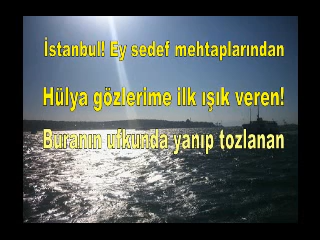 İstanbul! Ey sedef mehtaplarından
Hülya gözlerime ilk ışık veren!
Buranın ufkunda yanıp tozlanan